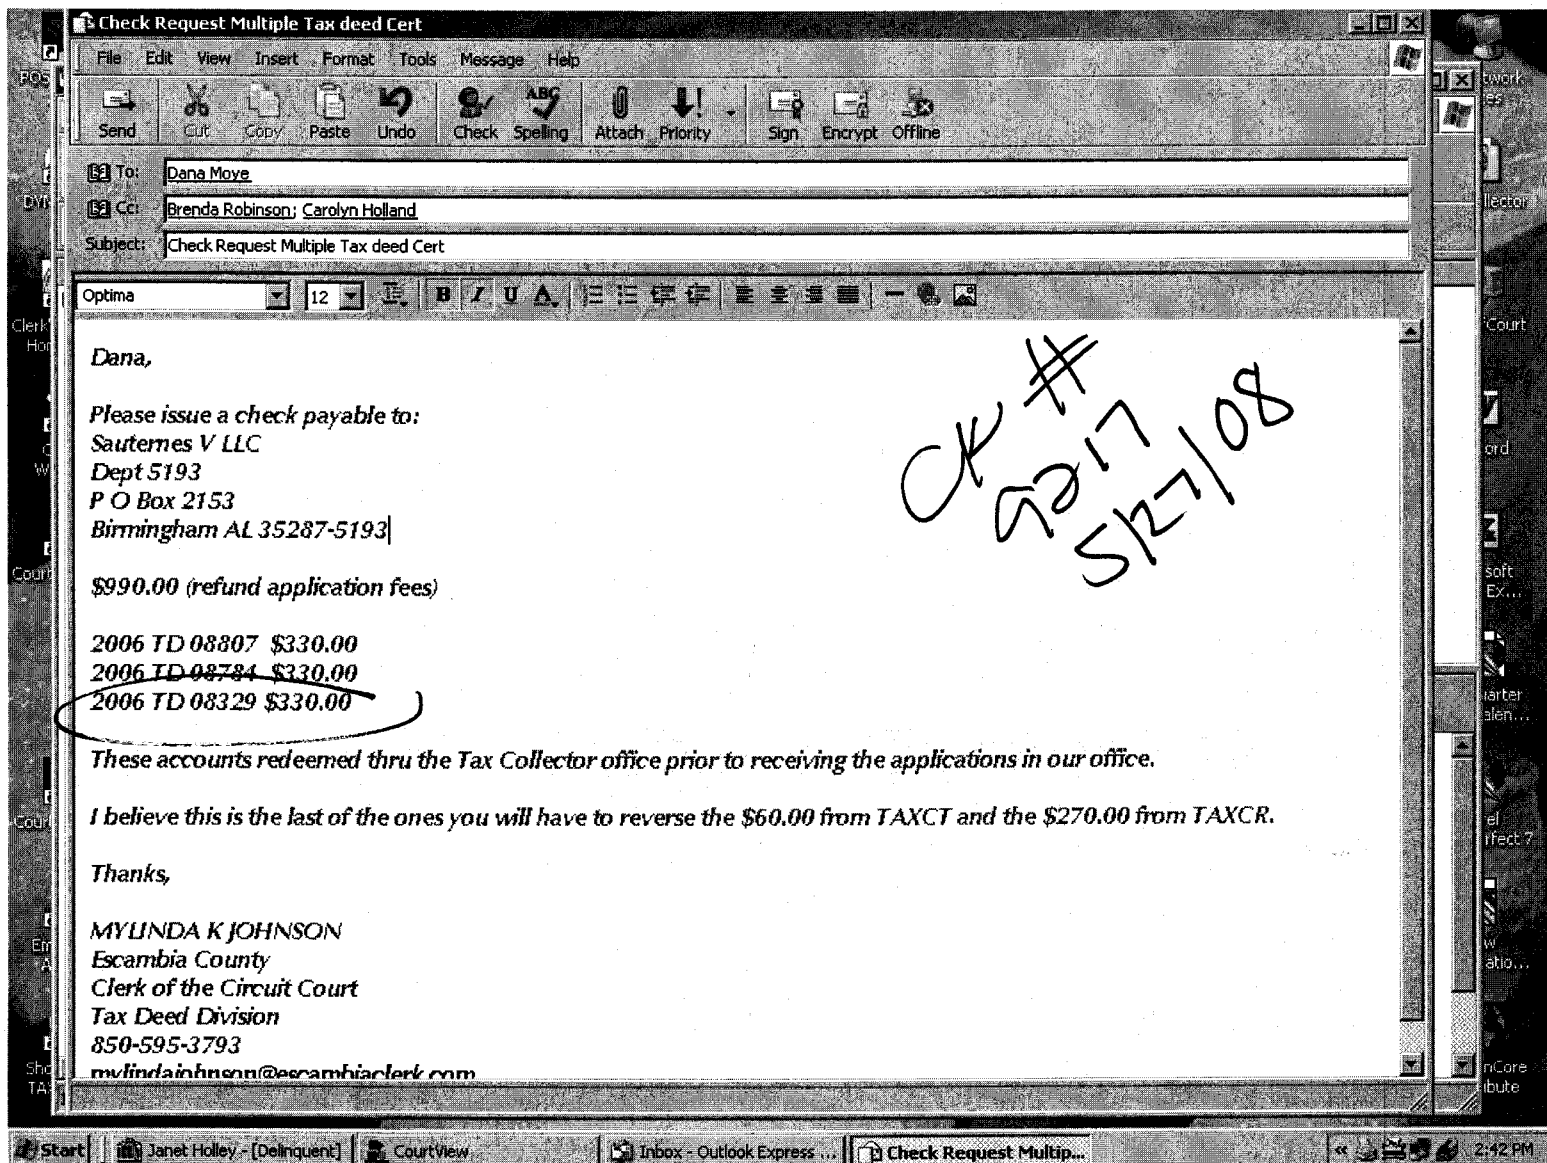 Check Request Multiple Tax deed Cert
File Edit View Insert Format Tools Message Help
Send Cut Copy Paste Undo Check Spelling Attach Priority Sign Encrypt Offline
To: Dana Moye
Cc: Brenda Robinson; Carolyn Holland
Subject: Check Request Multiple Tax deed Cert
Optima 12
Dana,
Please issue a check payable to:
Sauternes V LLC
Dept 5193
P O Box 2153
Birmingham AL 35287-5193
$990.00 (refund application fees)
2006 TD 08807 $330.00
2006 TD 08784 $330.00
2006 TD 08329 $330.00
CK #
9217
5/27/08
These accounts redeemed thru the Tax Collector office prior to receiving the applications in our office.
I believe this is the last of the ones you will have to reverse the $60.00 from TAXCT and the $270.00 from TAXCR.
Thanks,
MYLINDA K JOHNSON
Escambia County
Clerk of the Circuit Court
Tax Deed Division
850-595-3793
mylindajohnson@escambiaclerk.com
Start Janet Holley - [Delinquent] CourtView Inbox - Outlook Express ... Check Request Multip... 2:42 PM